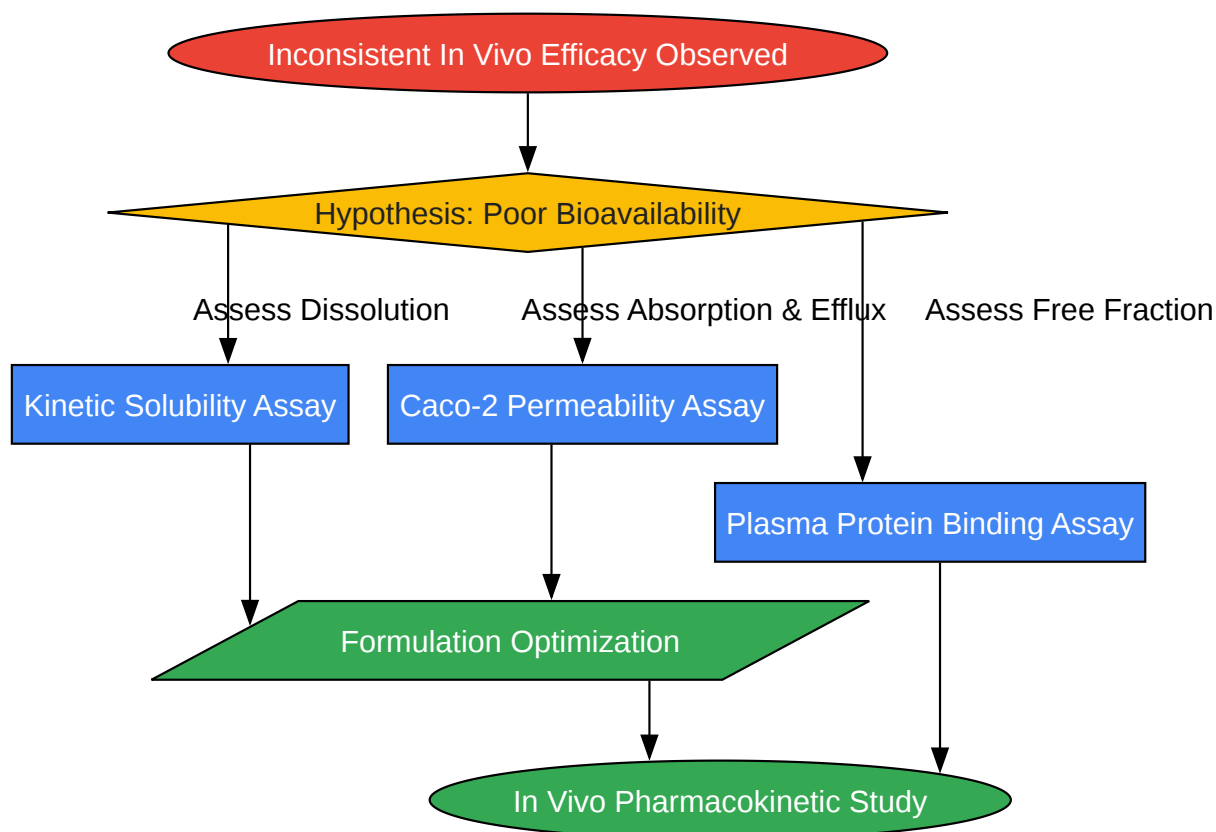 Inconsistent In Vivo Efficacy Observed
Hypothesis: Poor Bioavailability
Assess Dissolution
Assess Absorption & Efflux
Assess Free Fraction
Kinetic Solubility Assay
Caco-2 Permeability Assay
Plasma Protein Binding Assay
Formulation Optimization
In Vivo Pharmacokinetic Study